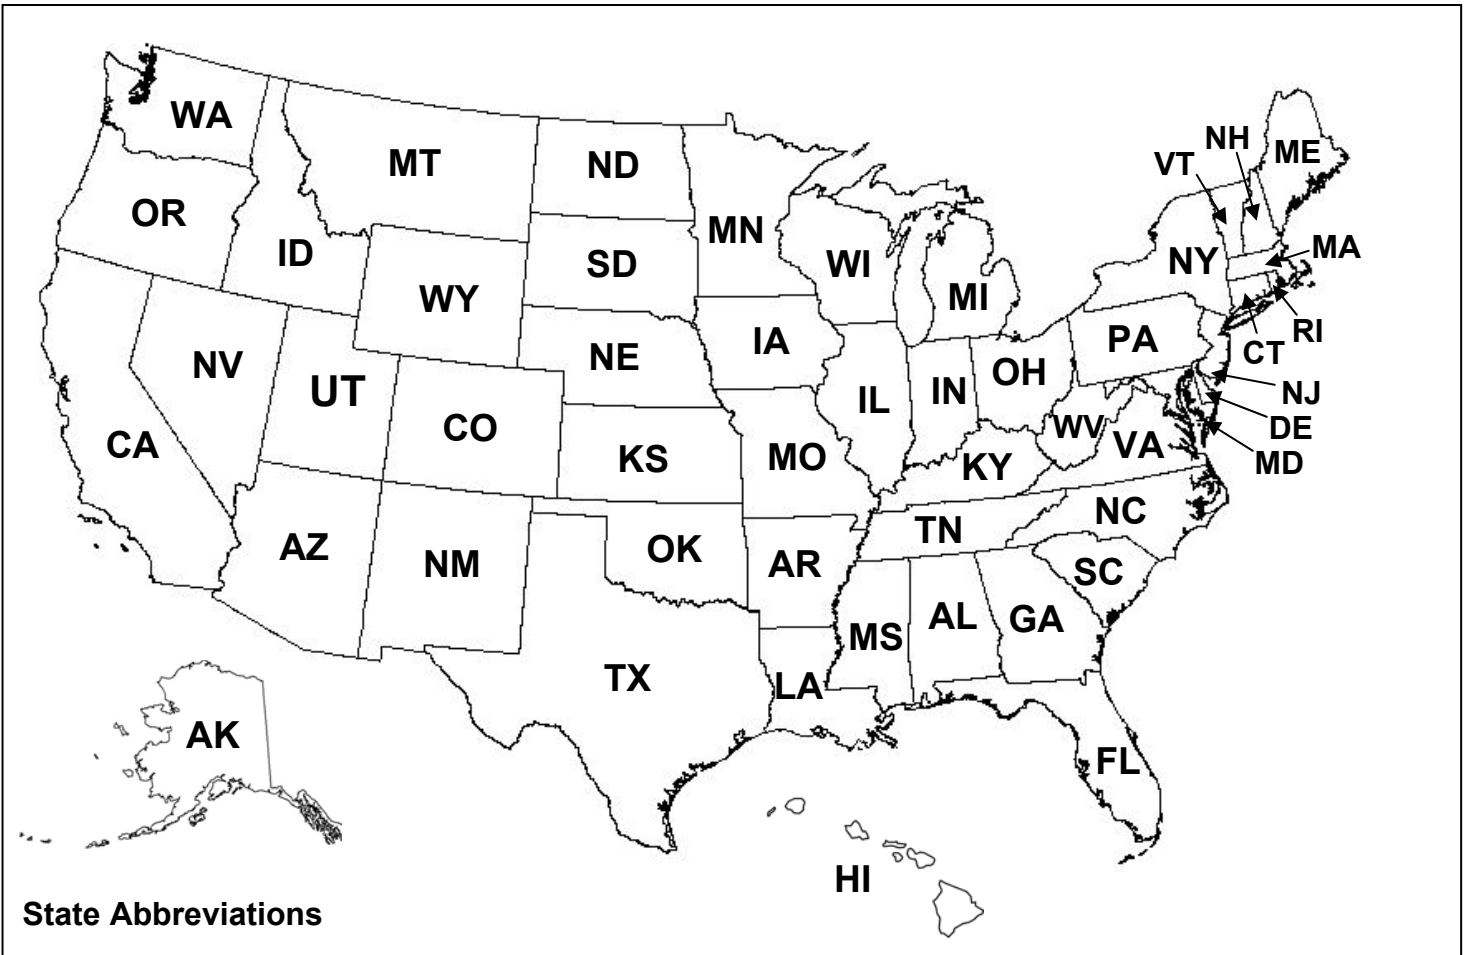 WA
MT
ND
MN
OR
ID
WY
SD
WI
MI
NY
VT
NH
ME
MA
RI
CT
NJ
DE
MD
PA
NV
UT
CO
NE
IA
IL
IN
OH
WV
VA
CA
KS
MO
KY
AZ
NM
OK
AR
TN
NC
SC
TX
LA
MS
AL
GA
FL
AK
HI
State Abbreviations